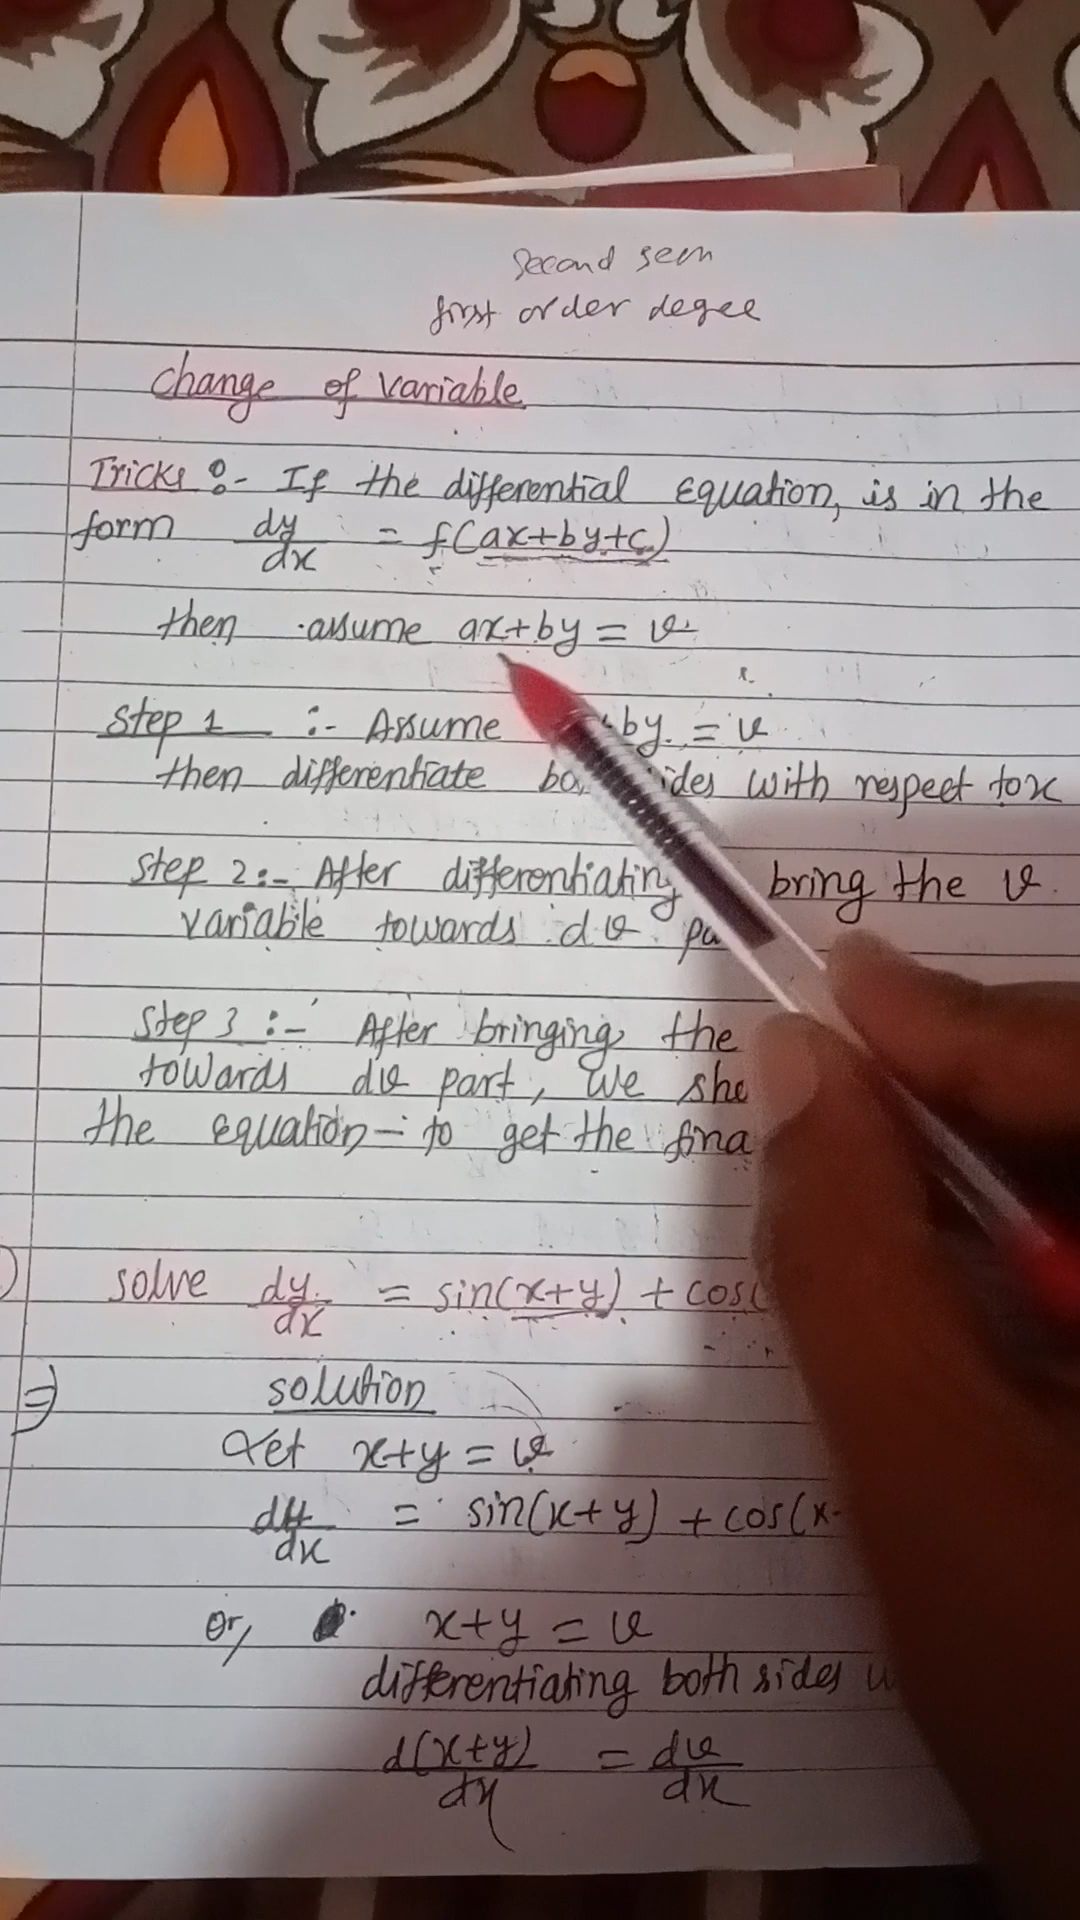 Second sem
first order degee
Change of variable
Tricks :- If the differential Equation, is in the
form dy/dx = f(ax+by+c)
then assume ax+by = v
Step 1 :- Assume by = v
then differentiate sides with respect to x
Step 2 :- After differentiating bring the v
variable towards dv
Step 3 :- After bringing the
towards dv part, we
the equation - to get the
solve dy/dx = sin(x+y) + cos(
=> solution
Let x+y = v
dy/dx = sin(x+y) + cos(x
or, x+y = v
differentiating both sides
d(x+y)/dx = dv/dx